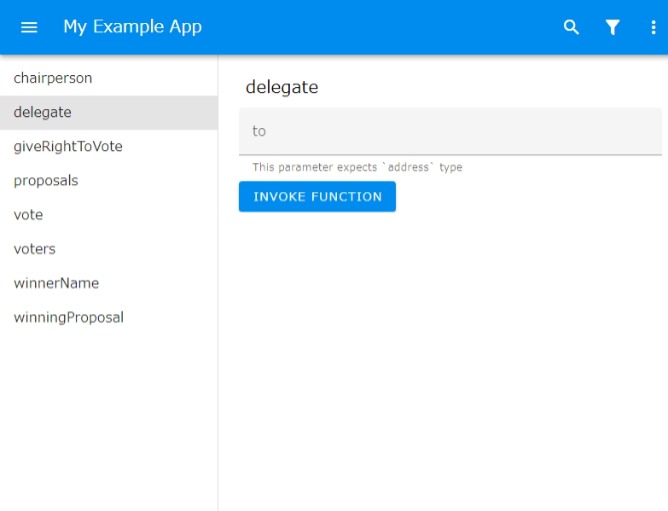 My Example App
chairperson
delegate
giveRightToVote
proposals
vote
voters
winnerName
winningProposal
delegate
to
This parameter expects `address` type
INVOKE FUNCTION